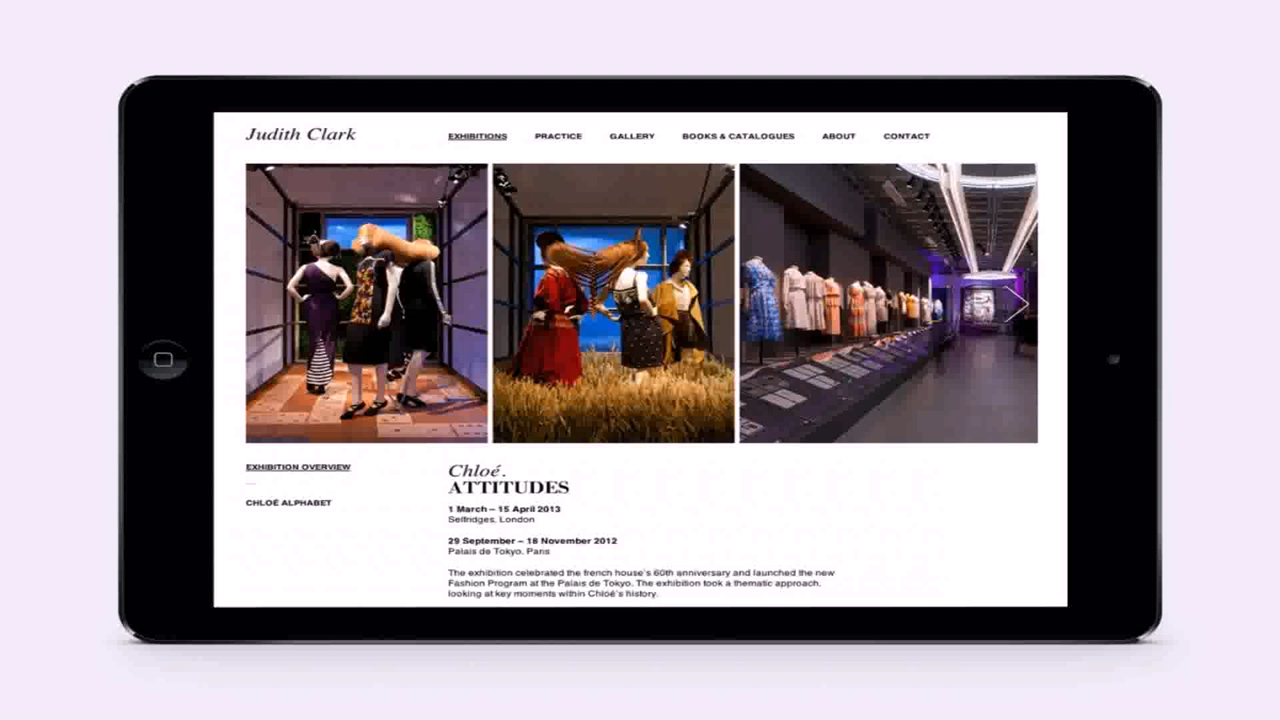 Judith Clark
EXHIBITIONS PRACTICE GALLERY BOOKS & CATALOGUES ABOUT CONTACT
EXHIBITION OVERVIEW
CHLOÉ ALPHABET
Chloé.
ATTITUDES
1 March – 15 April 2013
Selfridges, London
29 September – 18 November 2012
Palais de Tokyo, Paris
The exhibition celebrated the french house's 60th anniversary and launched the new
Fashion Program at the Palais de Tokyo. The exhibition took a thematic approach,
looking at key moments within Chloé's history.